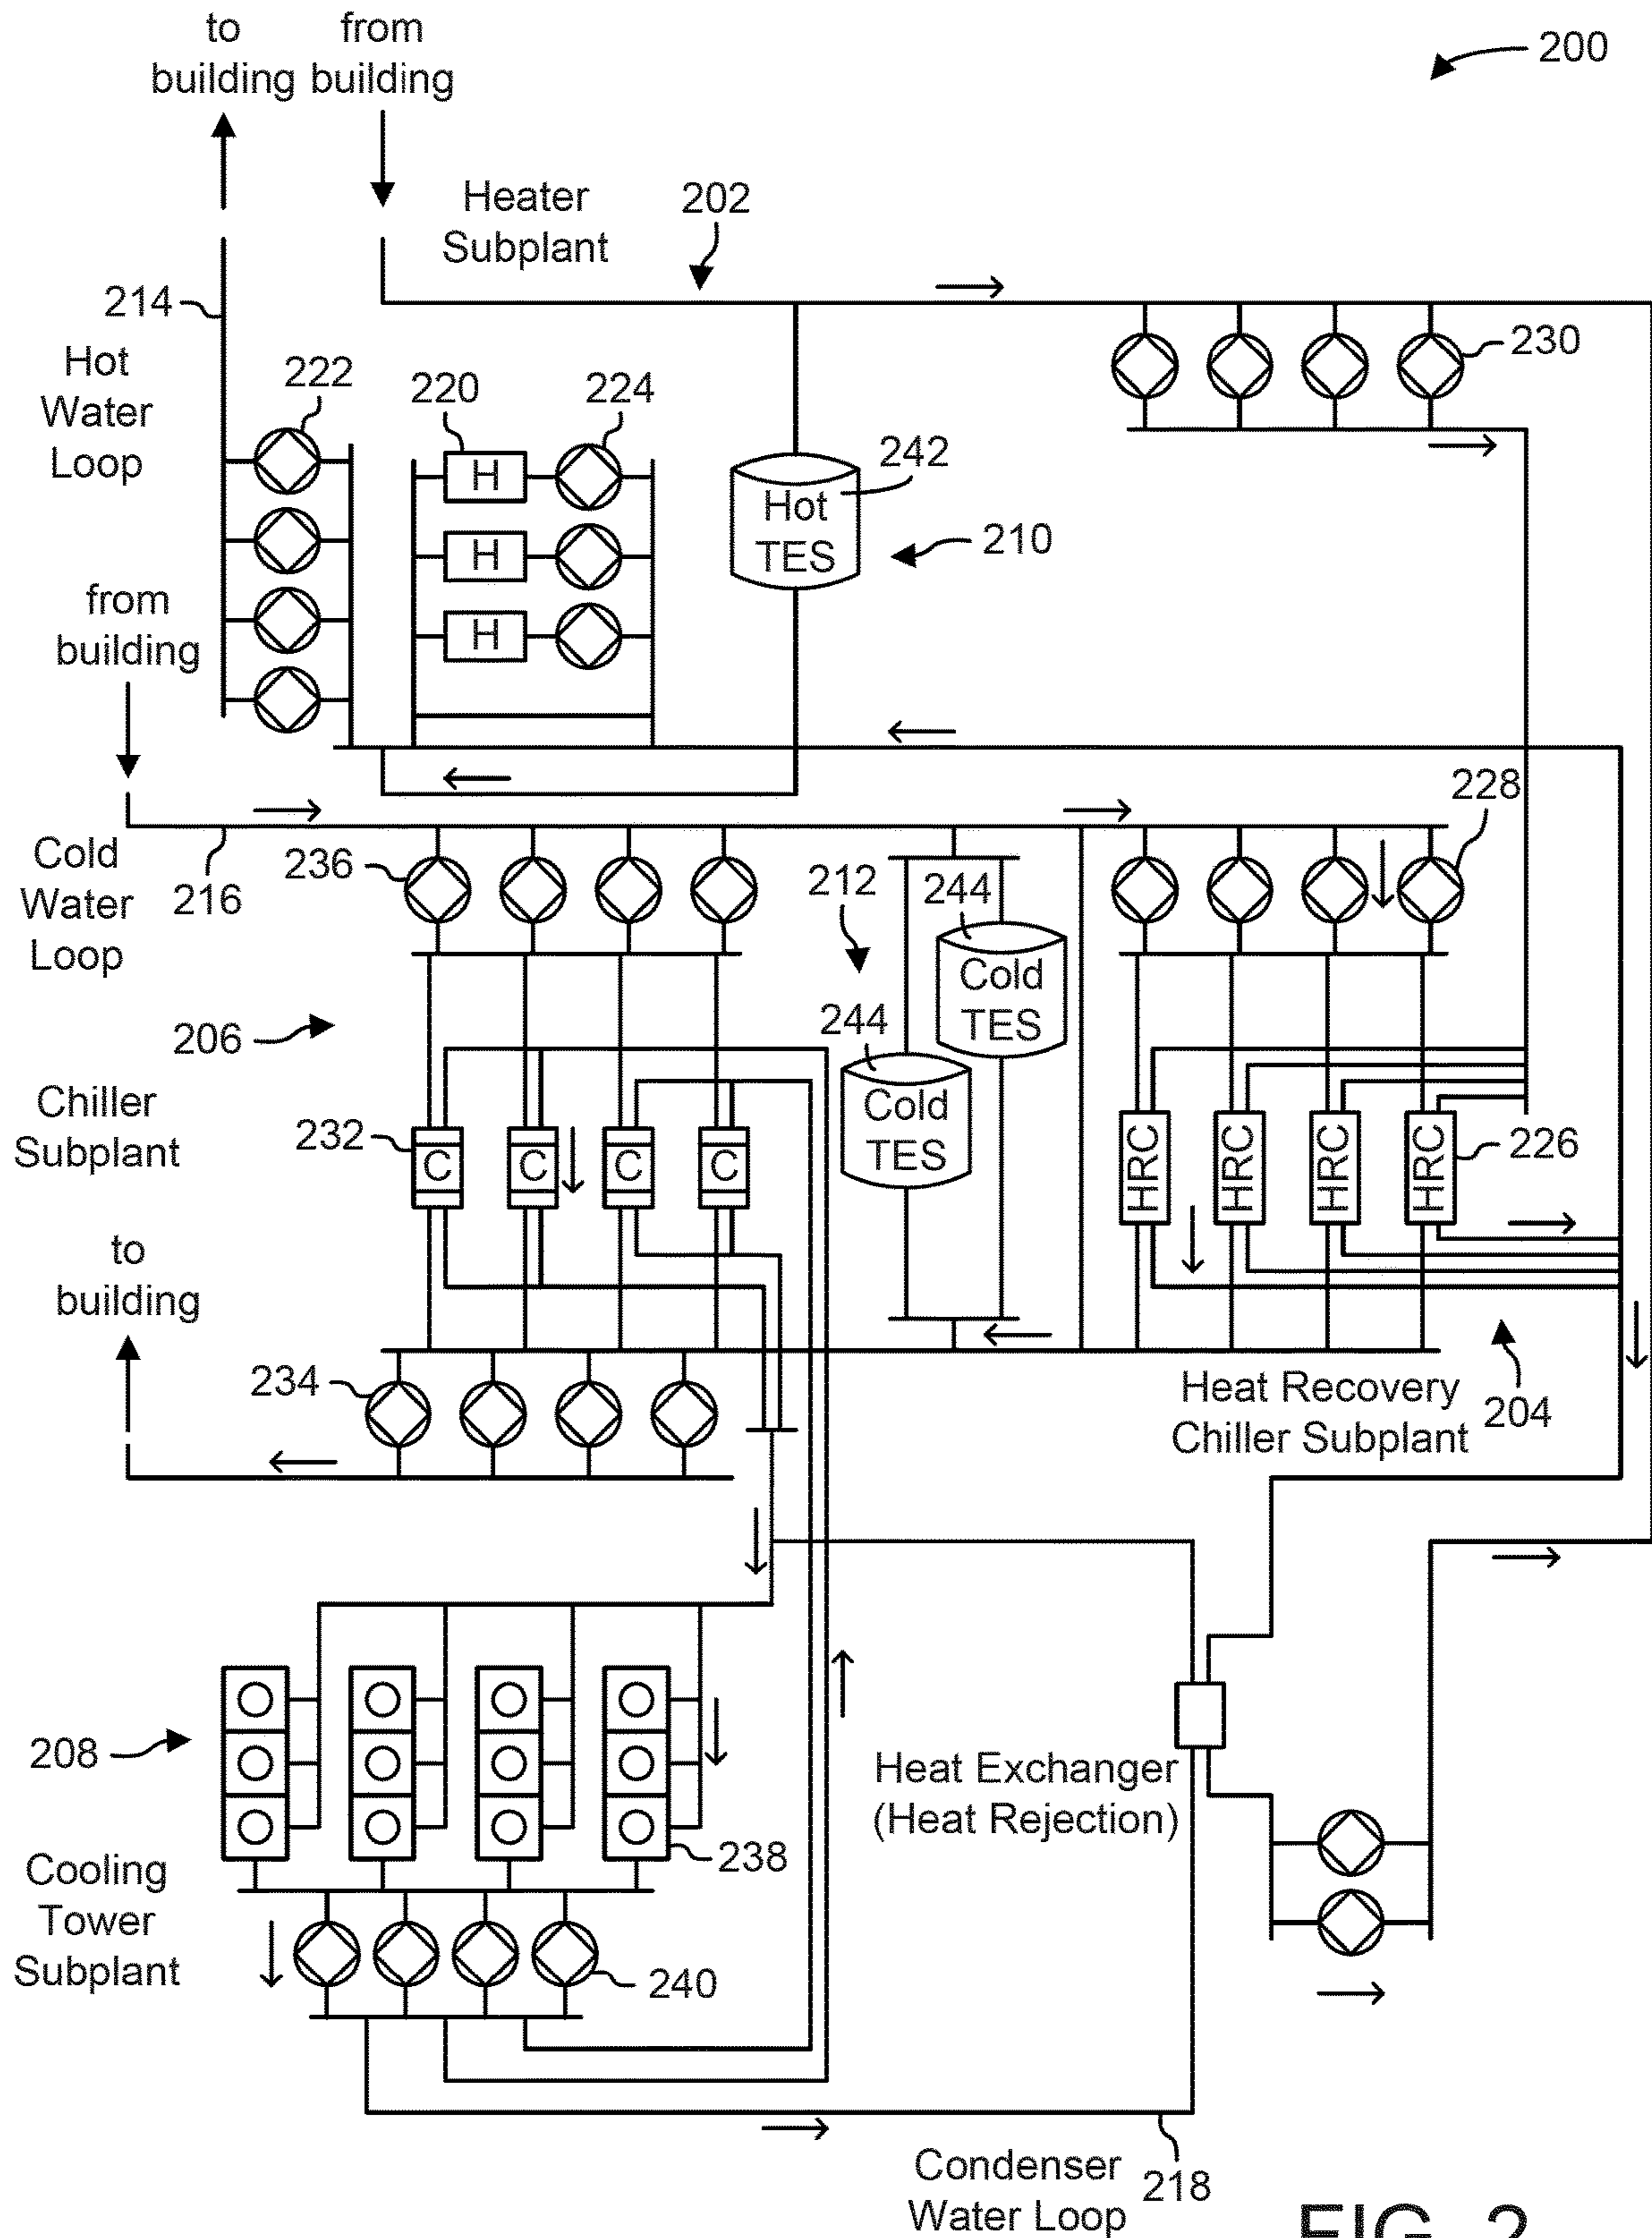 to
building
from
building
200
Heater
Subplant
202
214
Hot
Water
Loop
222
220
224
230
H
H
H
Hot
TES
242
210
from
building
228
Cold
Water
Loop
216
236
212
244
Cold
TES
244
Cold
TES
206
Chiller
Subplant
232
C
C
C
C
HRC
HRC
HRC
HRC
226
to
building
234
Heat Recovery
Chiller Subplant
204
208
Heat Exchanger
(Heat Rejection)
238
Cooling
Tower
Subplant
240
Condenser
Water Loop
218
FIG. 2